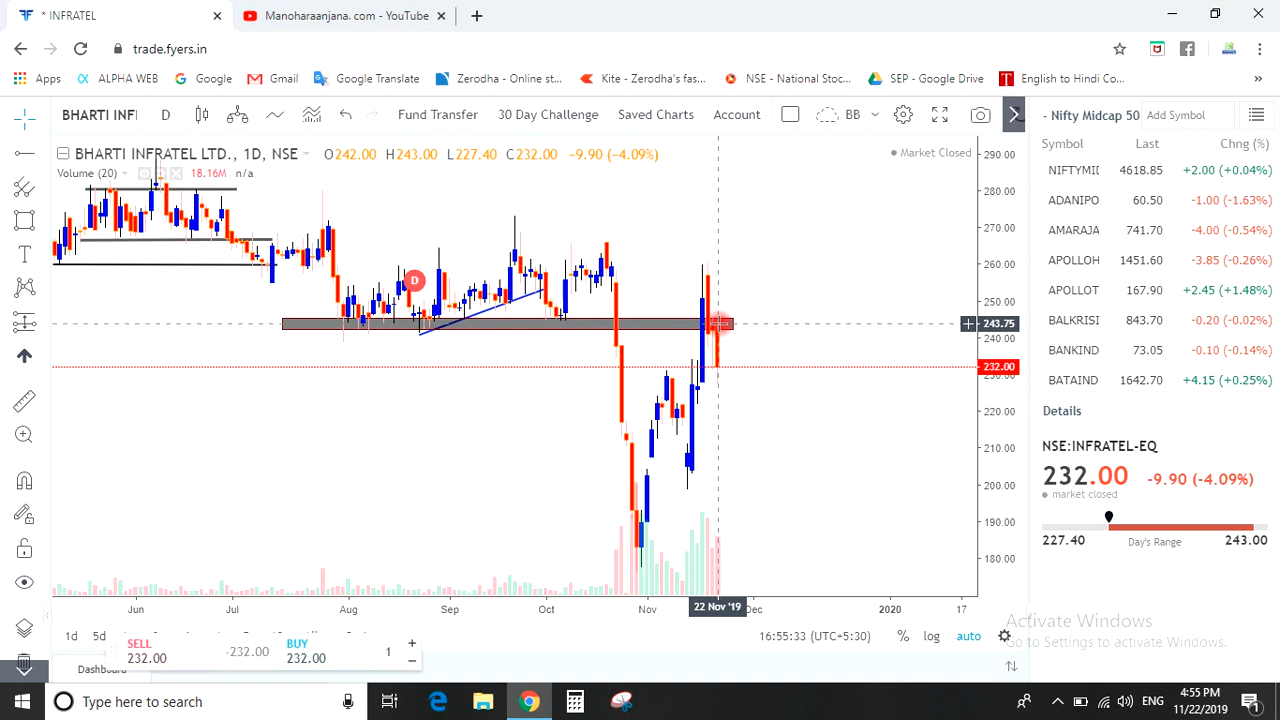 * INFRATEL
Manoharaanjana. com - YouTube
trade.fyers.in
Apps
ALPHA WEB
Google
Gmail
Google Translate
Zerodha - Online st...
Kite - Zerodha's fas...
NSE - National Stoc...
SEP - Google Drive
English to Hindi Co...
»
BHARTI INFI
D
Fund Transfer
30 Day Challenge
Saved Charts
Account
BB
- Nifty Midcap 50
Add Symbol
BHARTI INFRATEL LTD., 1D, NSE
O242.00 H243.00 L227.40 C232.00 -9.90 (-4.09%)
Market Closed
Volume (20)
18.16M n/a
Symbol Last Chng (%)
NIFTYMII 4618.85 +2.00 (+0.04%)
ADANIPO 60.50 -1.00 (-1.63%)
AMARAJA 741.70 -4.00 (-0.54%)
APOLLOH 1451.60 -3.85 (-0.26%)
APOLLOT 167.90 +2.45 (+1.48%)
BALKRISI 843.70 -0.20 (-0.02%)
BANKIND 73.05 -0.10 (-0.14%)
BATAIND 1642.70 +4.15 (+0.25%)
Details
NSE:INFRATEL-EQ
232.00 -9.90 (-4.09%)
market closed
227.40 Day's Range 243.00
D
290.00
280.00
270.00
260.00
250.00
243.75
240.00
232.00
230.00
220.00
210.00
200.00
190.00
180.00
Jun Jul Aug Sep Oct Nov 22 Nov '19 Dec 2020 17
1d 5d
16:55:33 (UTC+5:30) % log auto
SELL
232.00
-232.00
BUY
232.00
1
+
−
Dashboard
Activate Windows
Go to Settings to activate Windows.
Type here to search
ENG
4:55 PM
11/22/2019
1